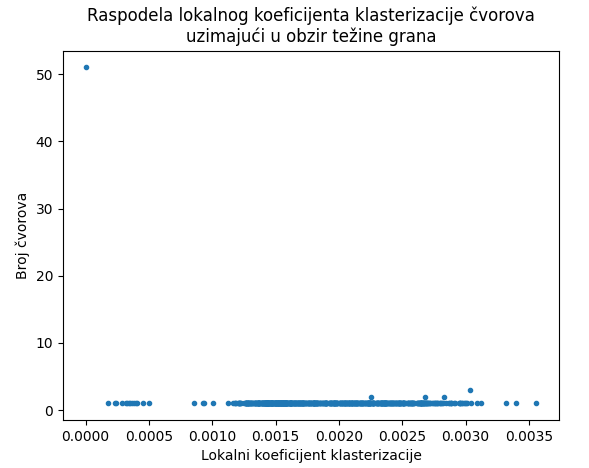 Raspodela lokalnog koeficijenta klasterizacije čvorova
uzimajući u obzir težine grana
50
40
30
20
10
0
Broj čvorova
0.0000 0.0005 0.0010 0.0015 0.0020 0.0025 0.0030 0.0035
Lokalni koeficijent klasterizacije